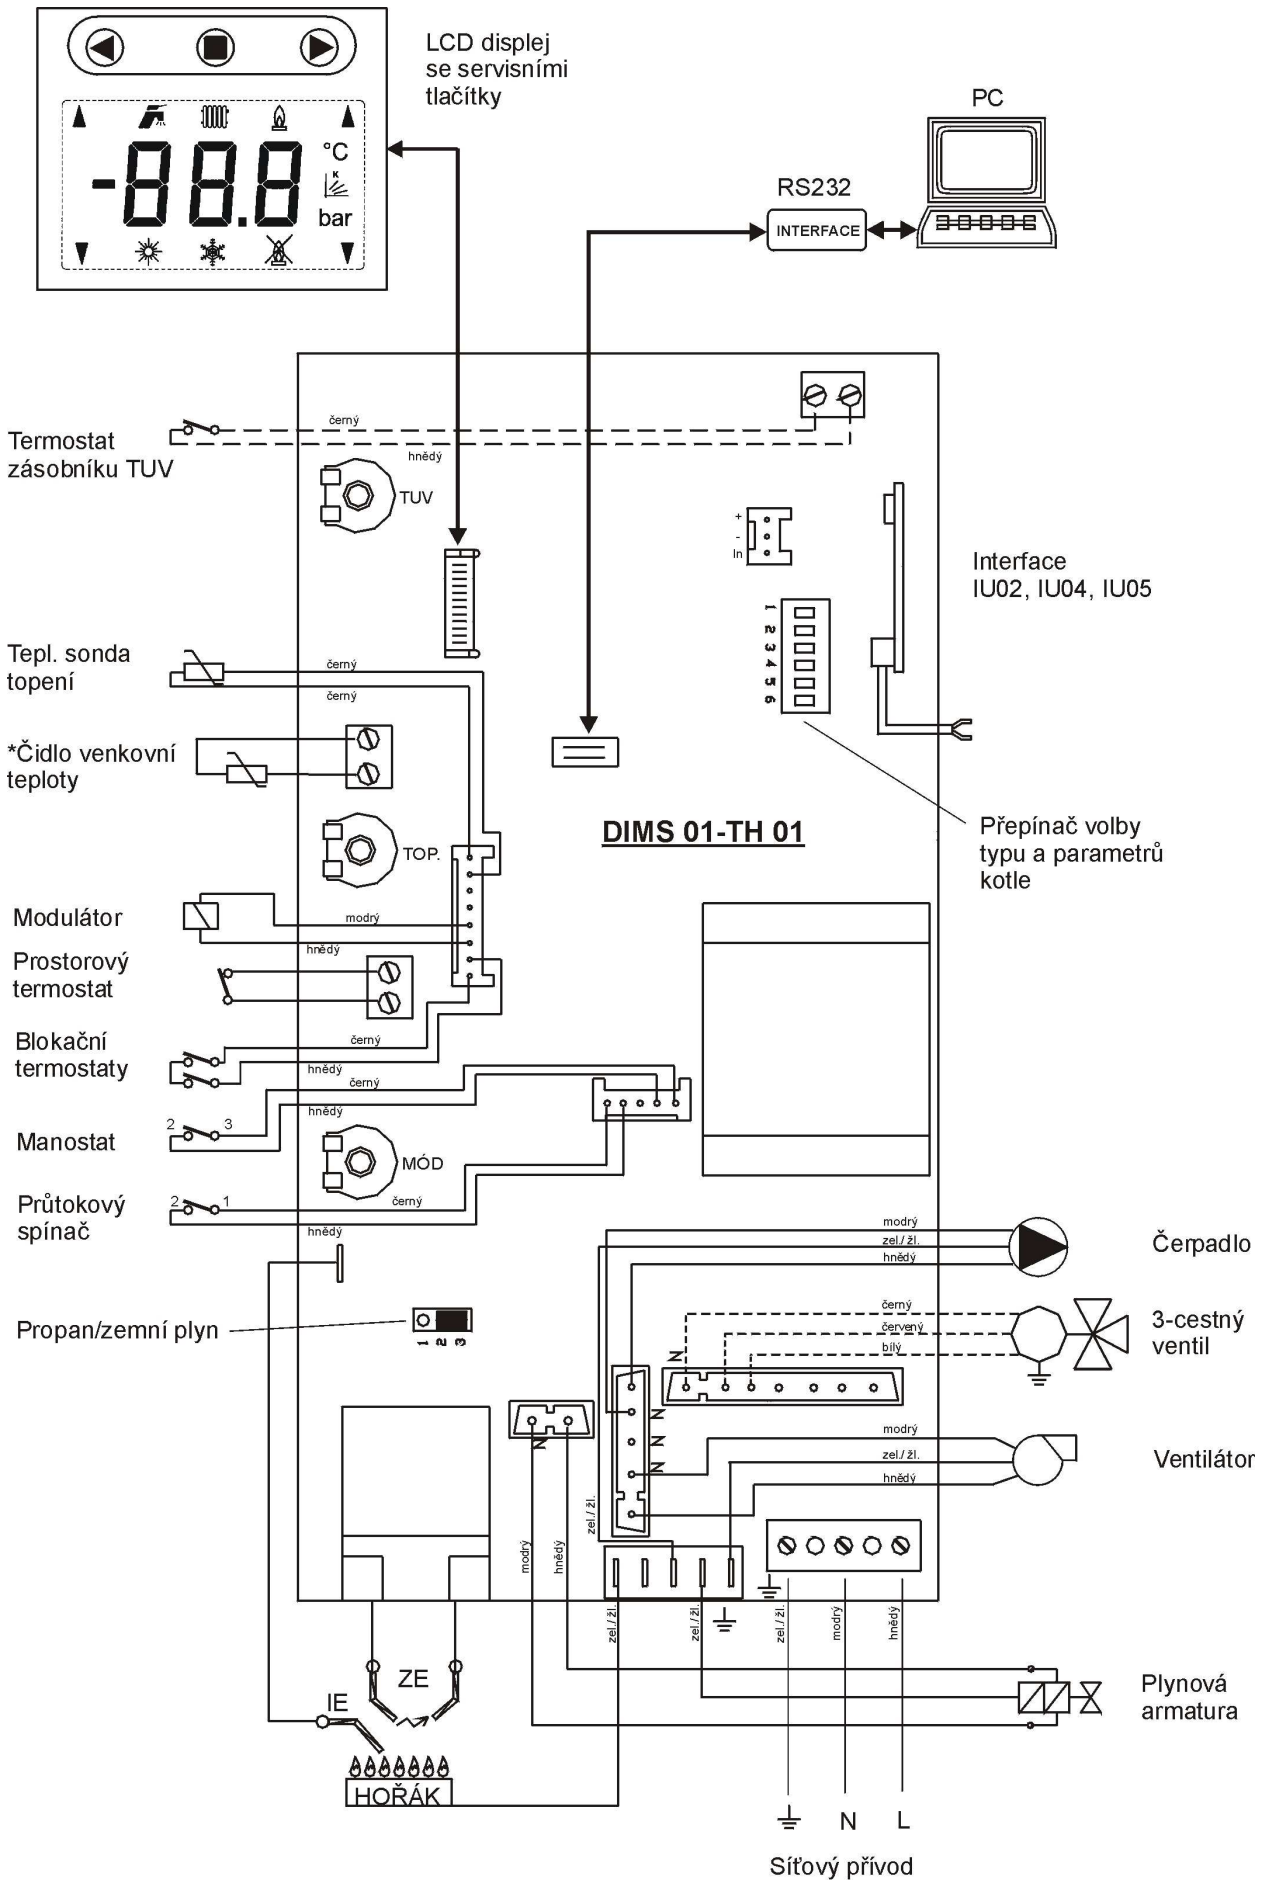 LCD displej
se servisními
tlačítky
-88.8
°C
K
bar
PC
RS232
INTERFACE
Termostat
zásobníku TUV
černý
hnědý
TUV
+
-
In
Interface
IU02, IU04, IU05
1
2
3
4
5
6
Tepl. sonda
topení
černý
černý
*Čidlo venkovní
teploty
DIMS 01-TH 01
Přepínač volby
typu a parametrů
kotle
TOP.
Modulátor
modrý
hnědý
Prostorový
termostat
Blokační
termostaty
černý
hnědý
černý
hnědý
Manostat
2
3
MÓD
Průtokový
spínač
2
1
černý
hnědý
modrý
zel./ žl.
hnědý
Čerpadlo
Propan/zemní plyn
1
2
3
černý
červený
bílý
3-cestný
ventil
N
N
N
N
N
modrý
zel./ žl.
hnědý
Ventilátor
zel./ žl.
modrý
hnědý
zel./ žl.
zel./ žl.
zel./ žl.
modrý
hnědý
ZE
IE
HOŘÁK
Plynová
armatura
N
L
Síťový přívod